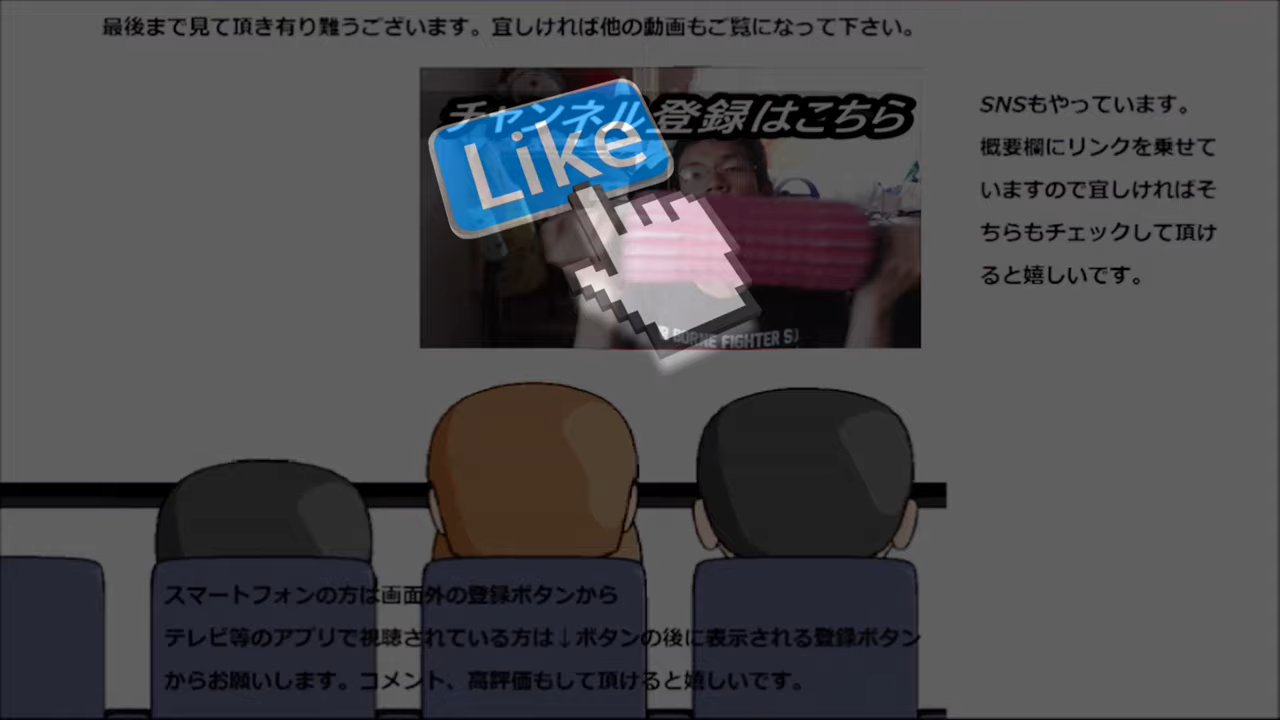 最後まで見て頂き有り難うございます。宜しければ他の動画もご覧になって下さい。
チャンネル登録はこちら
Like
SNSもやっています。
概要欄にリンクを乗せて
いますので宜しければそ
ちらもチェックして頂け
ると嬉しいです。
BURNE FIGHTER
スマートフォンの方は画面外の登録ボタンから
テレビ等のアプリで視聴されている方は↓ボタンの後に表示される登録ボタン
からお願いします。コメント、高評価もして頂けると嬉しいです。